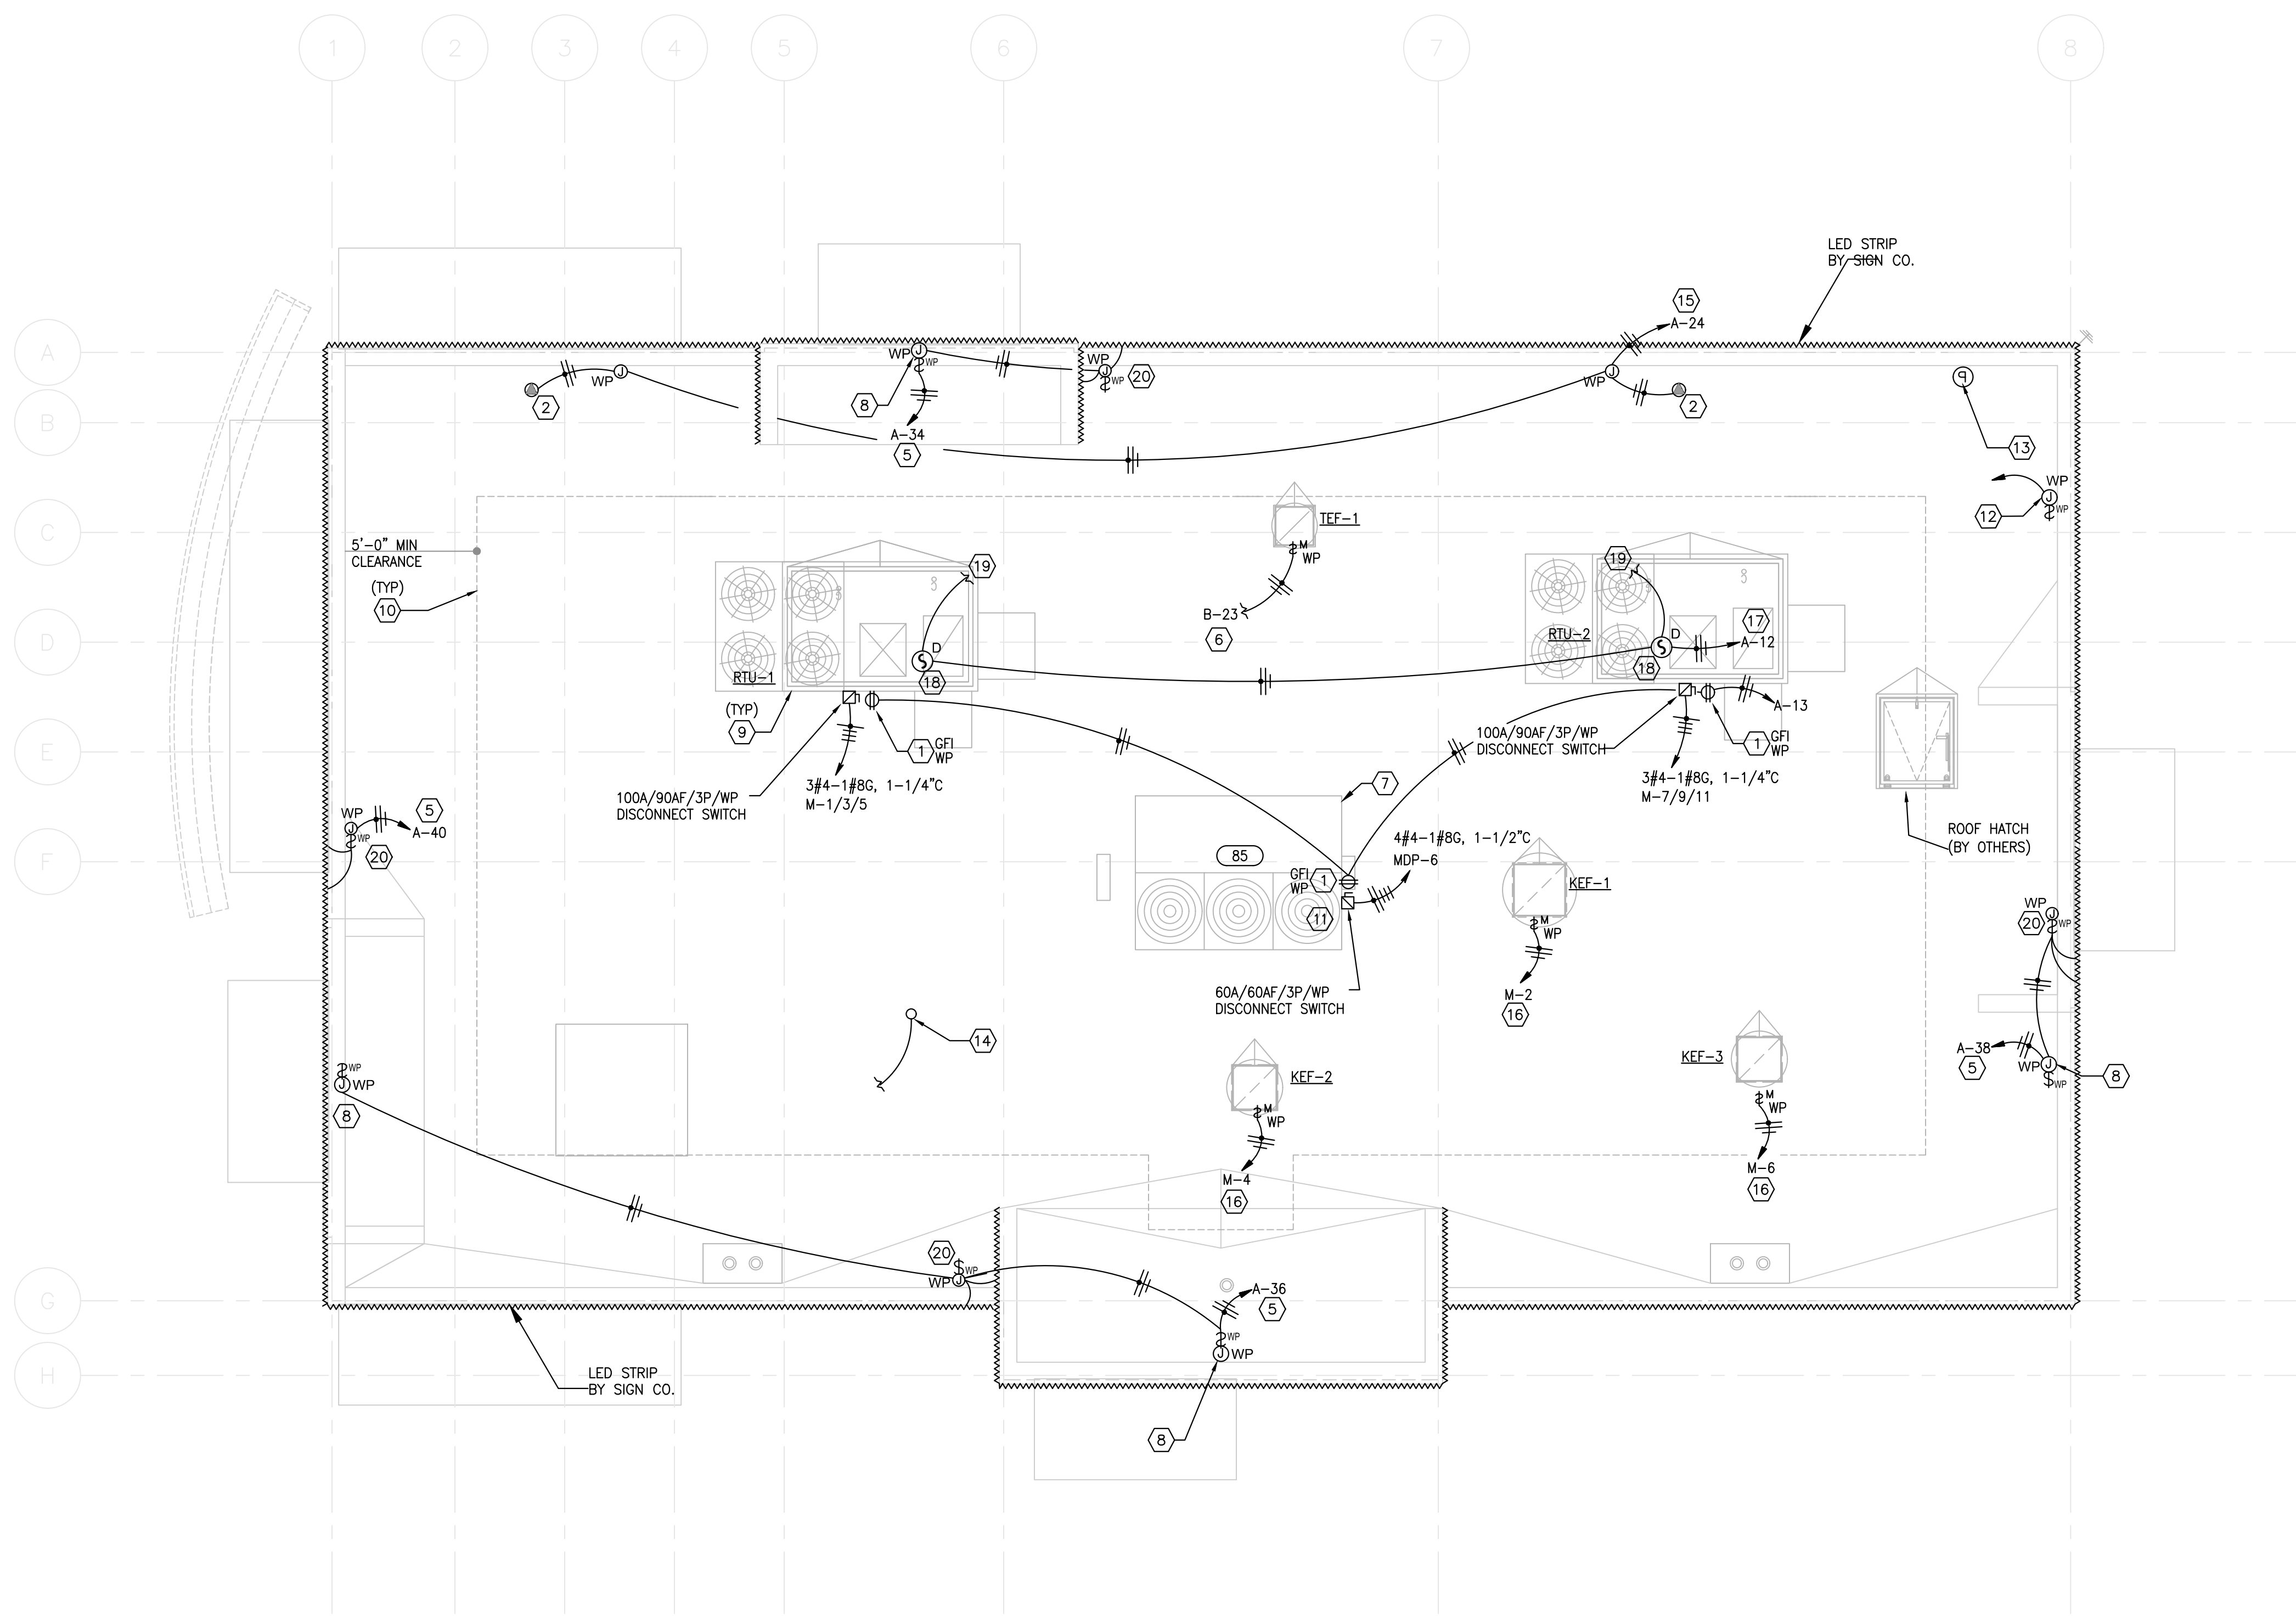 1 2 3 4 5 6 7 8
LED STRIP
BY SIGN CO.
15
A-24
A
WP J WP
8
A-34
5
WP
J WP
20
2
WP J
WP J
2
q
13
B
C
WP
J
WP
12
TEF-1
M
WP
B-23
6
5'-0" MIN
CLEARANCE
(TYP)
10
19
19
D
RTU-1
D
18
RTU-2
D
18
17
A-12
(TYP)
9
1 GFI
WP
A-13
1 GFI
WP
100A/90AF/3P/WP
DISCONNECT SWITCH
E
3#4-1#8G, 1-1/4"C
M-1/3/5
100A/90AF/3P/WP
DISCONNECT SWITCH
3#4-1#8G, 1-1/4"C
M-7/9/11
7
5
WP
J WP
A-40
20
F
85
4#4-1#8G, 1-1/2"C
MDP-6
GFI
WP
1
11
60A/60AF/3P/WP
DISCONNECT SWITCH
KEF-1
M
WP
M-2
16
ROOF HATCH
(BY OTHERS)
WP
J
20
WP
14
WP
J WP
8
KEF-2
M
WP
M-4
16
KEF-3
M
WP
M-6
16
A-38
5
WP J
WP
8
20
WP
WP J
G
A-36
5
WP
J WP
8
H
LED STRIP
BY SIGN CO.